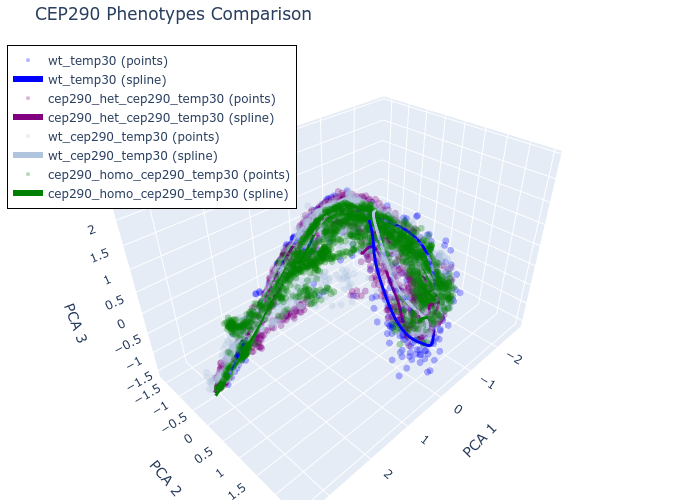 CEP290 Phenotypes Comparison
wt_temp30 (points)
wt_temp30 (spline)
cep290_het_cep290_temp30 (points)
cep290_het_cep290_temp30 (spline)
wt_cep290_temp30 (points)
wt_cep290_temp30 (spline)
cep290_homo_cep290_temp30 (points)
cep290_homo_cep290_temp30 (spline)
2
1.5
1
0.5
0
−0.5
−1
−1.5
PCA 3
−1.5
−1
−0.5
0
0.5
1
1.5
PCA 2
2
1
0
−1
−2
PCA 1